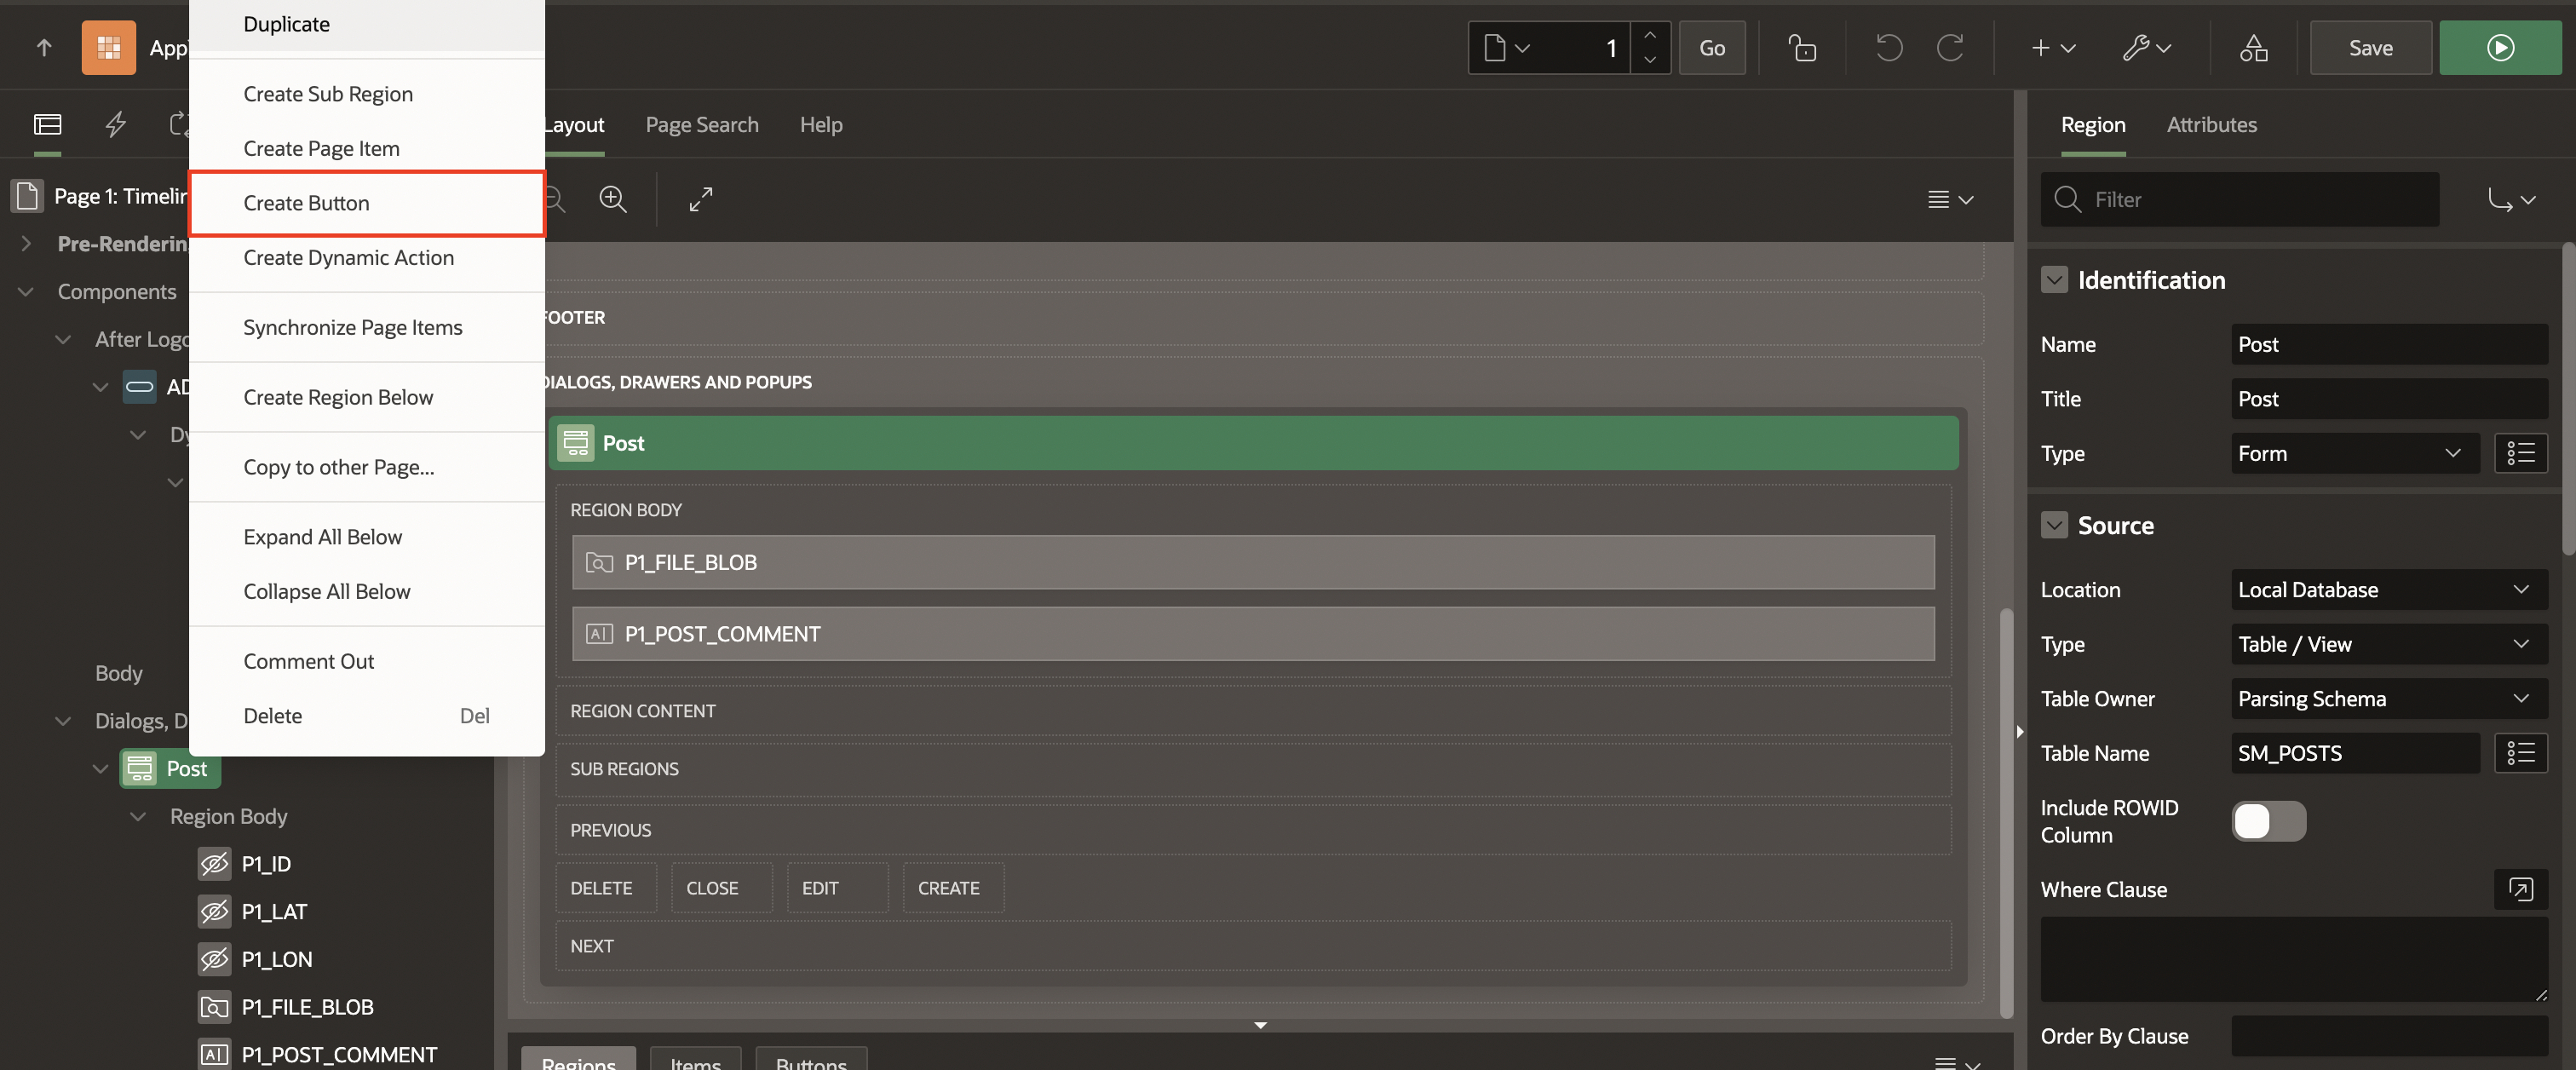 Duplicate
App
1
Go
Save
Create Sub Region
Create Page Item
Create Button
Create Dynamic Action
Synchronize Page Items
Create Region Below
Copy to other Page...
Expand All Below
Collapse All Below
Comment Out
Delete Del
Layout Page Search Help
Page 1: Timelin
Pre-Renderin
Components
After Logo
AD
Dy
Body
Dialogs, D
Post
Region Body
P1_ID
P1_LAT
P1_LON
P1_FILE_BLOB
P1_POST_COMMENT
FOOTER
DIALOGS, DRAWERS AND POPUPS
Post
REGION BODY
P1_FILE_BLOB
P1_POST_COMMENT
REGION CONTENT
SUB REGIONS
PREVIOUS
DELETE CLOSE EDIT CREATE
NEXT
Regions Items Buttons
Region Attributes
Filter
Identification
Name Post
Title Post
Type Form
Source
Location Local Database
Type Table / View
Table Owner Parsing Schema
Table Name SM_POSTS
Include ROWID
Column
Where Clause
Order By Clause